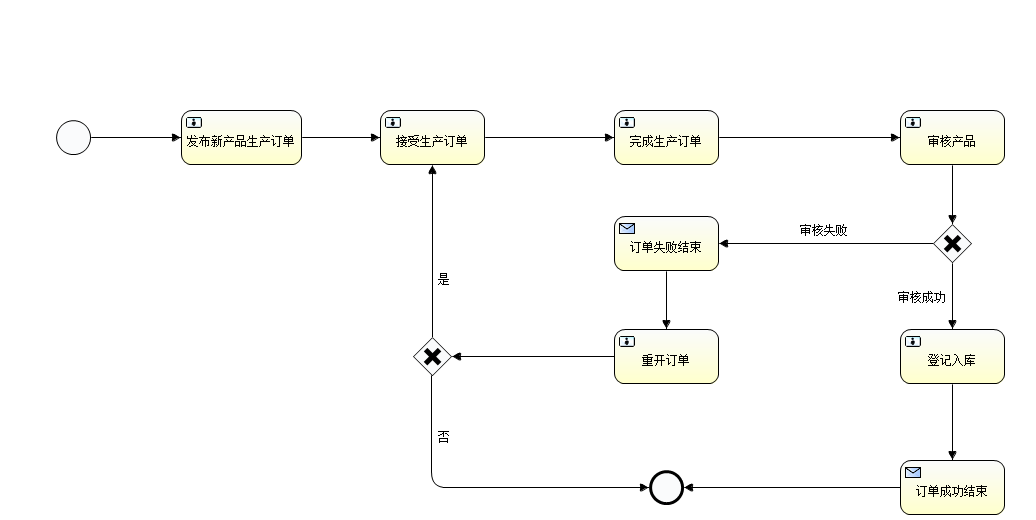 发布新产品生产订单
接受生产订单
完成生产订单
审核产品
审核失败
订单失败结束
是
审核成功
重开订单
登记入库
否
订单成功结束